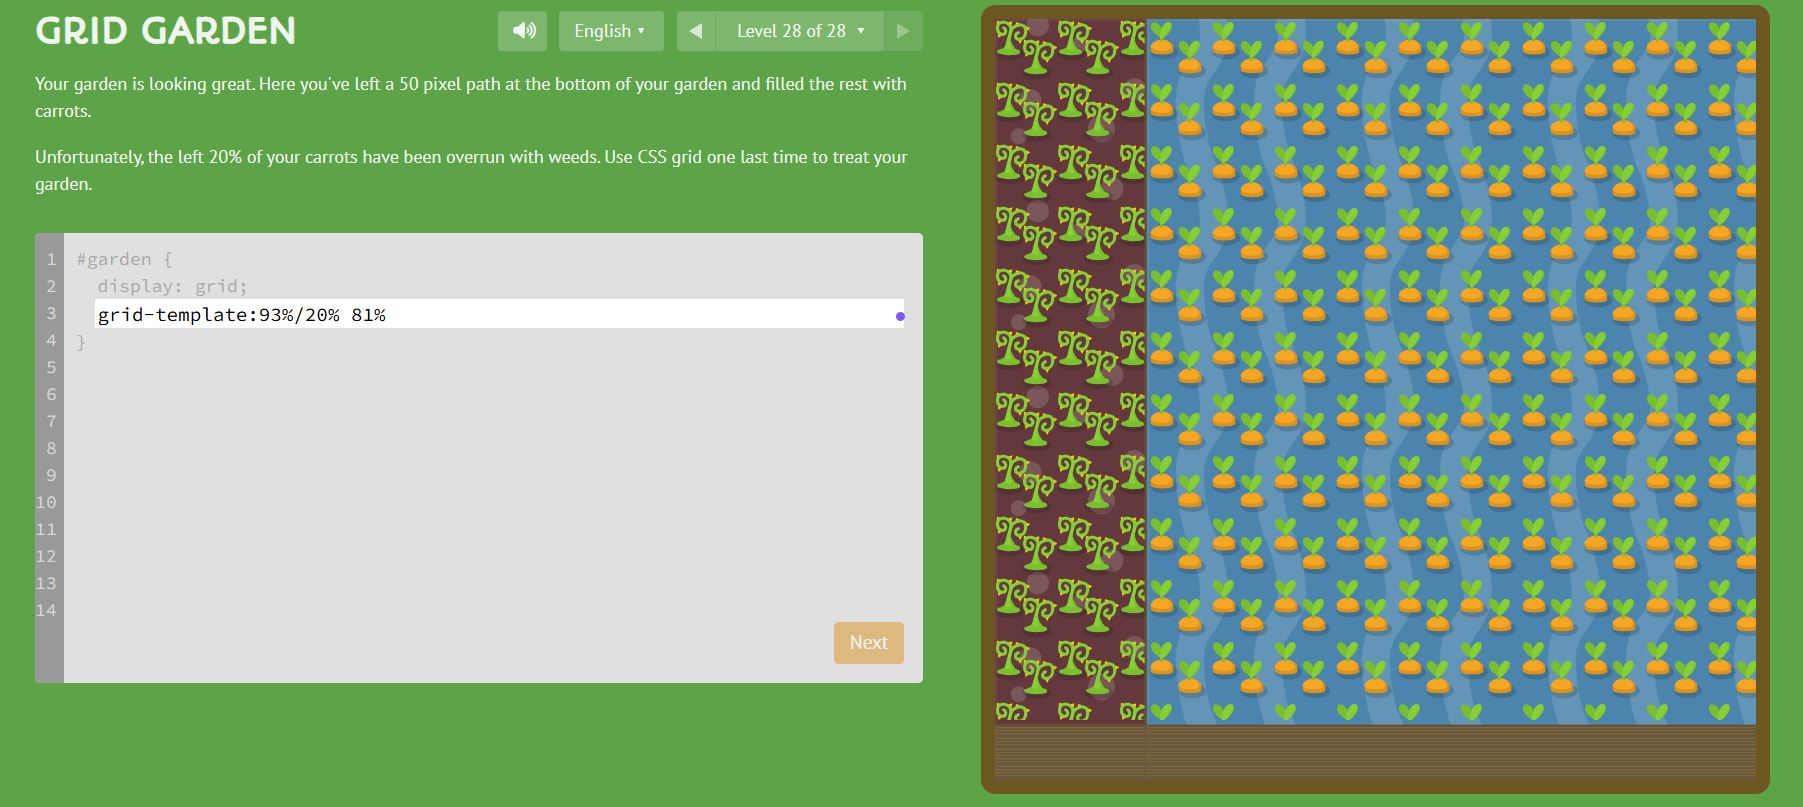 GRID GARDEN
English ▾
◀ Level 28 of 28 ▾ ▶
Your garden is looking great. Here you've left a 50 pixel path at the bottom of your garden and filled the rest with
carrots.
Unfortunately, the left 20% of your carrots have been overrun with weeds. Use CSS grid one last time to treat your
garden.
1 #garden {
2 display: grid;
3 grid-template:93%/20% 81%
4 }
5
6
7
8
9
10
11
12
13
14
Next